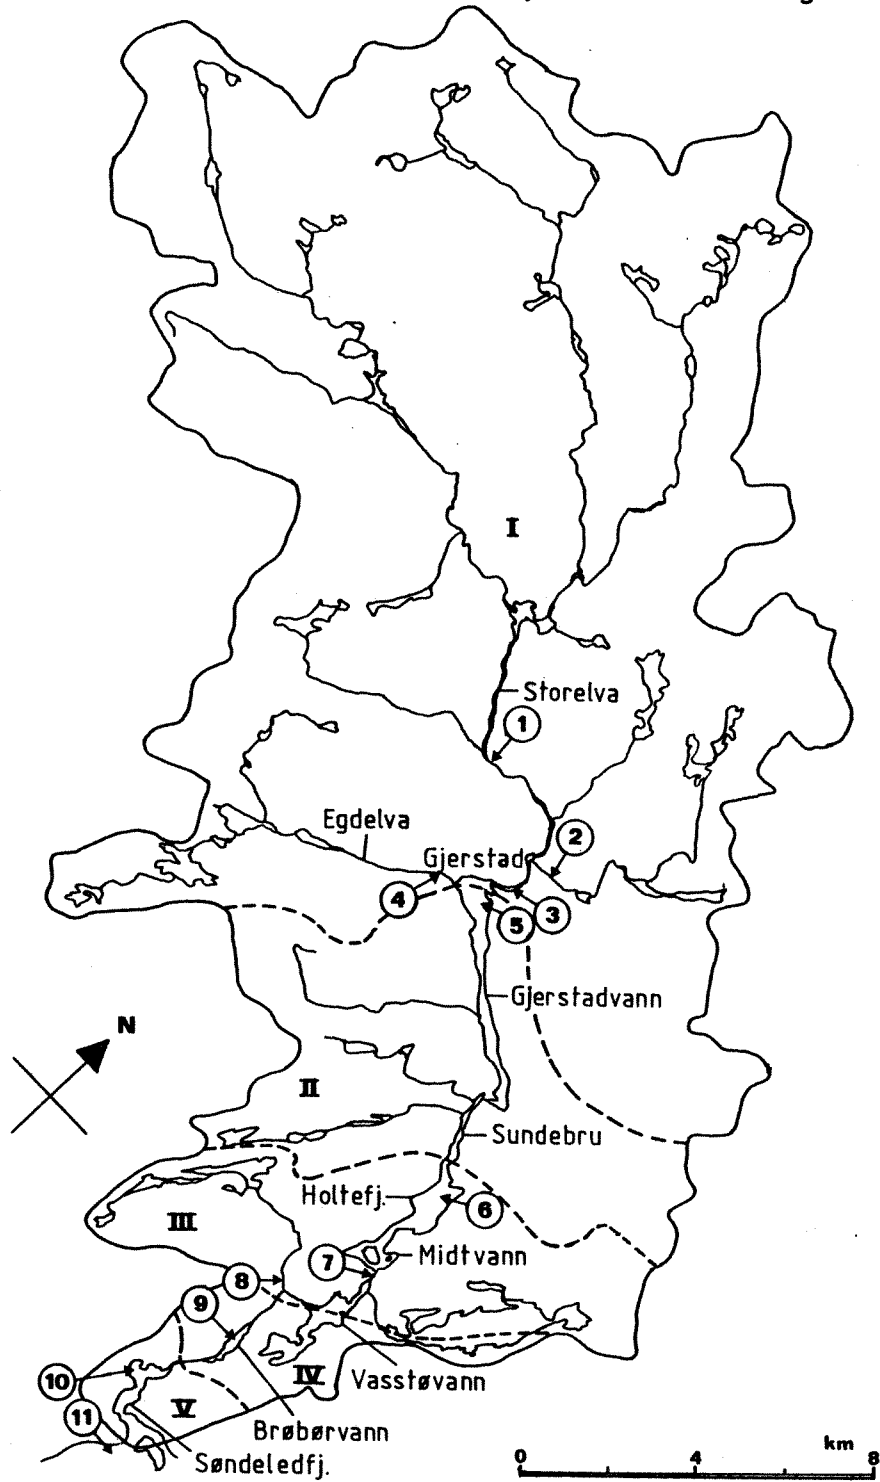 I
Storelva
1
Egdelva
2
Gjerstad
4
3
5
Gjerstadvann
N
II
Sundebru
Holtefj.
6
III
7
Midtvann
8
9
10
IV
Vasstøvann
11
V
Brøbørvann
Søndeledfj.
km
0 4 8